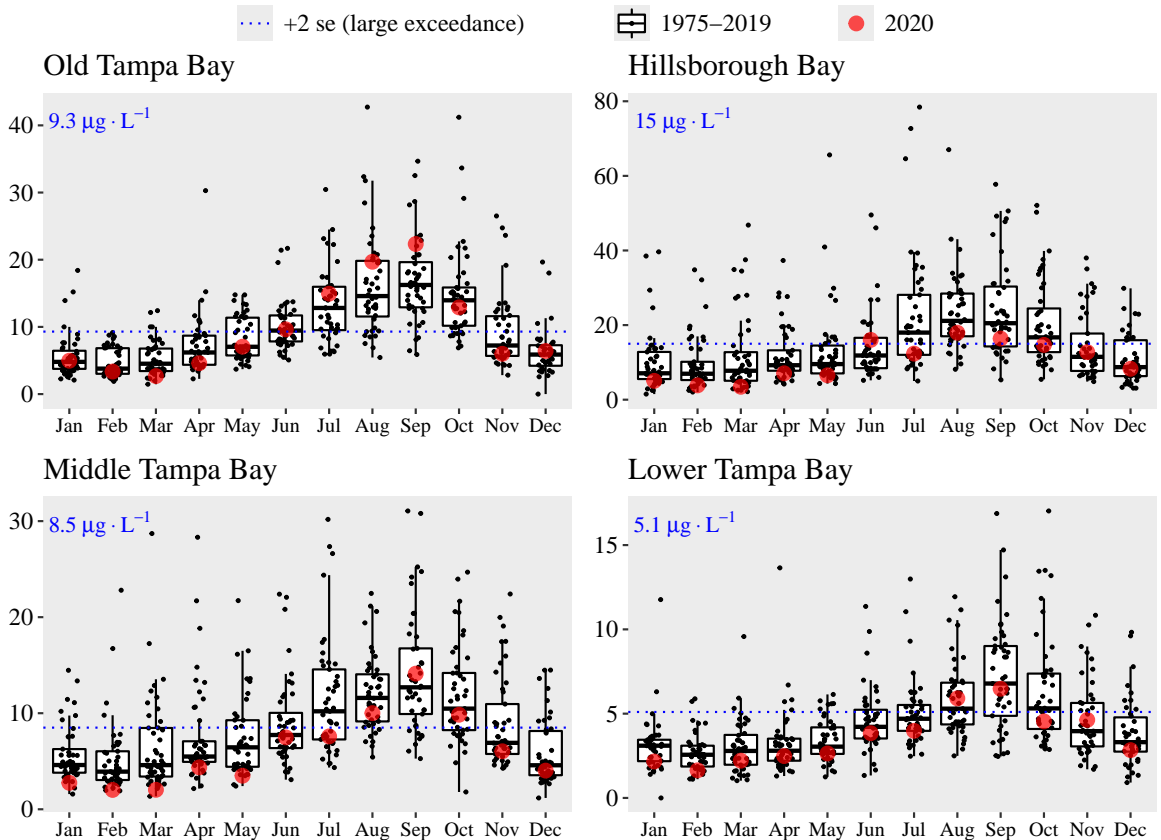 +2 se (large exceedance) 1975–2019 2020
Old Tampa Bay
9.3 μg · L⁻¹
40
30
20
10
0
Jan Feb Mar Apr May Jun Jul Aug Sep Oct Nov Dec
Hillsborough Bay
15 μg · L⁻¹
80
60
40
20
0
Jan Feb Mar Apr May Jun Jul Aug Sep Oct Nov Dec
Middle Tampa Bay
8.5 μg · L⁻¹
30
20
10
0
Jan Feb Mar Apr May Jun Jul Aug Sep Oct Nov Dec
Lower Tampa Bay
5.1 μg · L⁻¹
15
10
5
0
Jan Feb Mar Apr May Jun Jul Aug Sep Oct Nov Dec